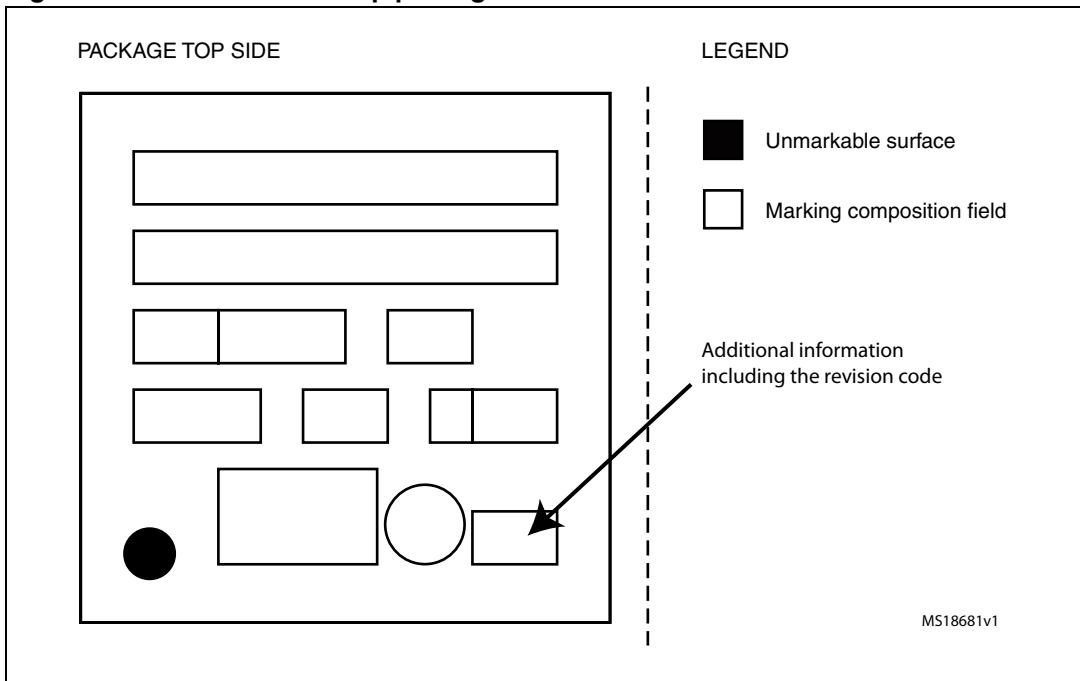 PACKAGE TOP SIDE
LEGEND
Unmarkable surface
Marking composition field
Additional information
including the revision code
MS18681v1